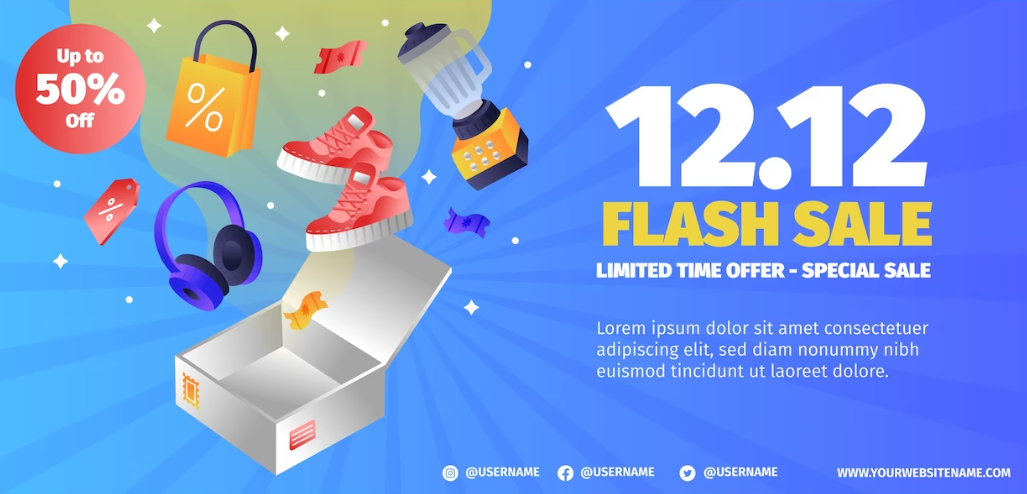 Up to
50%
Off
%
%
12.12
FLASH SALE
LIMITED TIME OFFER - SPECIAL SALE
Lorem ipsum dolor sit amet consectetuer
adipiscing elit, sed diam nonummy nibh
euismod tincidunt ut laoreet dolore.
@USERNAME @USERNAME @USERNAME WWW.YOURWEBSITENAME.COM